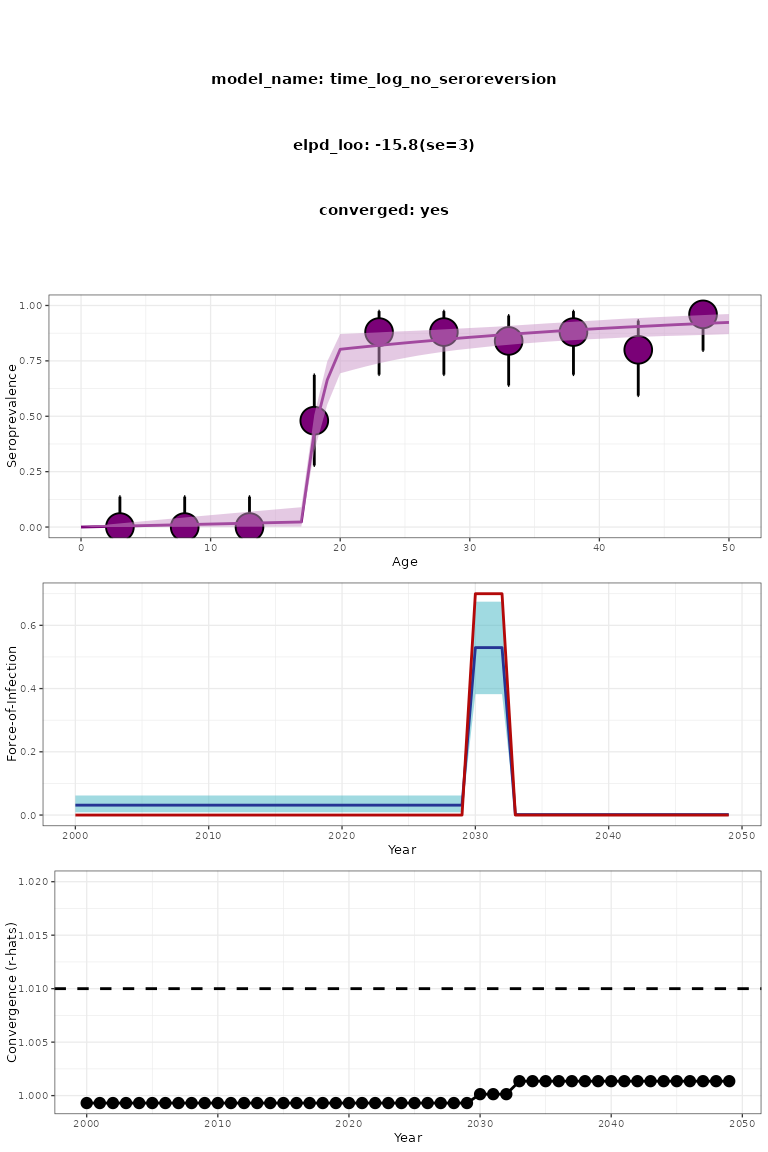 model_name: time_log_no_seroreversion
elpd_loo: -15.8(se=3)
converged: yes
1.00
0.75
0.50
0.25
0.00
Seroprevalence
0 10 20 30 40 50
Age
0.6
0.4
0.2
0.0
Force-of-Infection
2000 2010 2020 2030 2040 2050
Year
1.020
1.015
1.010
1.005
1.000
Convergence (r-hats)
2000 2010 2020 2030 2040 2050
Year